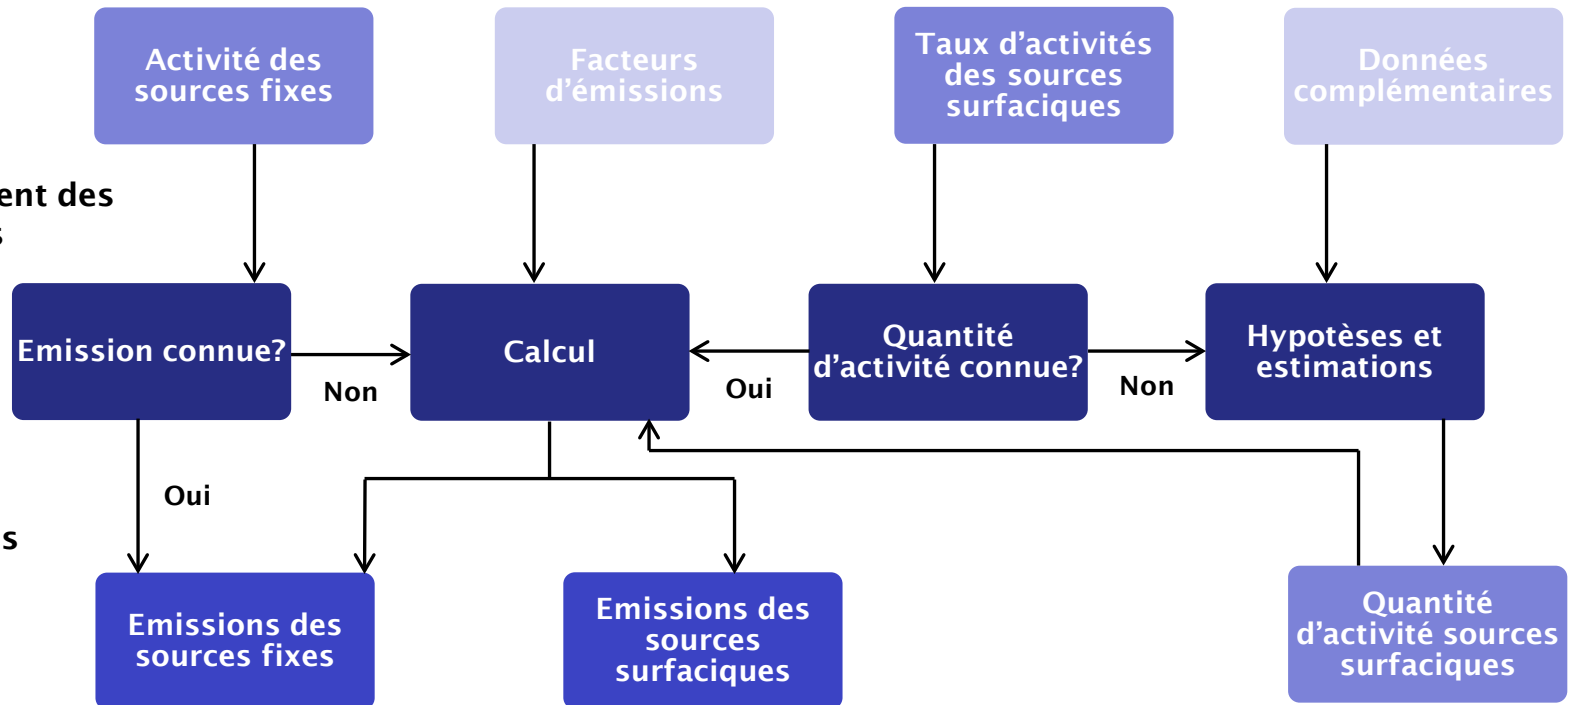 Activité des
sources fixes
Facteurs
d'émissions
Taux d'activités
des sources
surfaciques
Données
complémentaires
ent des
s
Emission connue?
Non
Calcul
Oui
Quantité
d'activité connue?
Non
Hypotèses et
estimations
Oui
s
Emissions des
sources fixes
Emissions des
sources
surfaciques
Quantité
d'activité sources
surfaciques